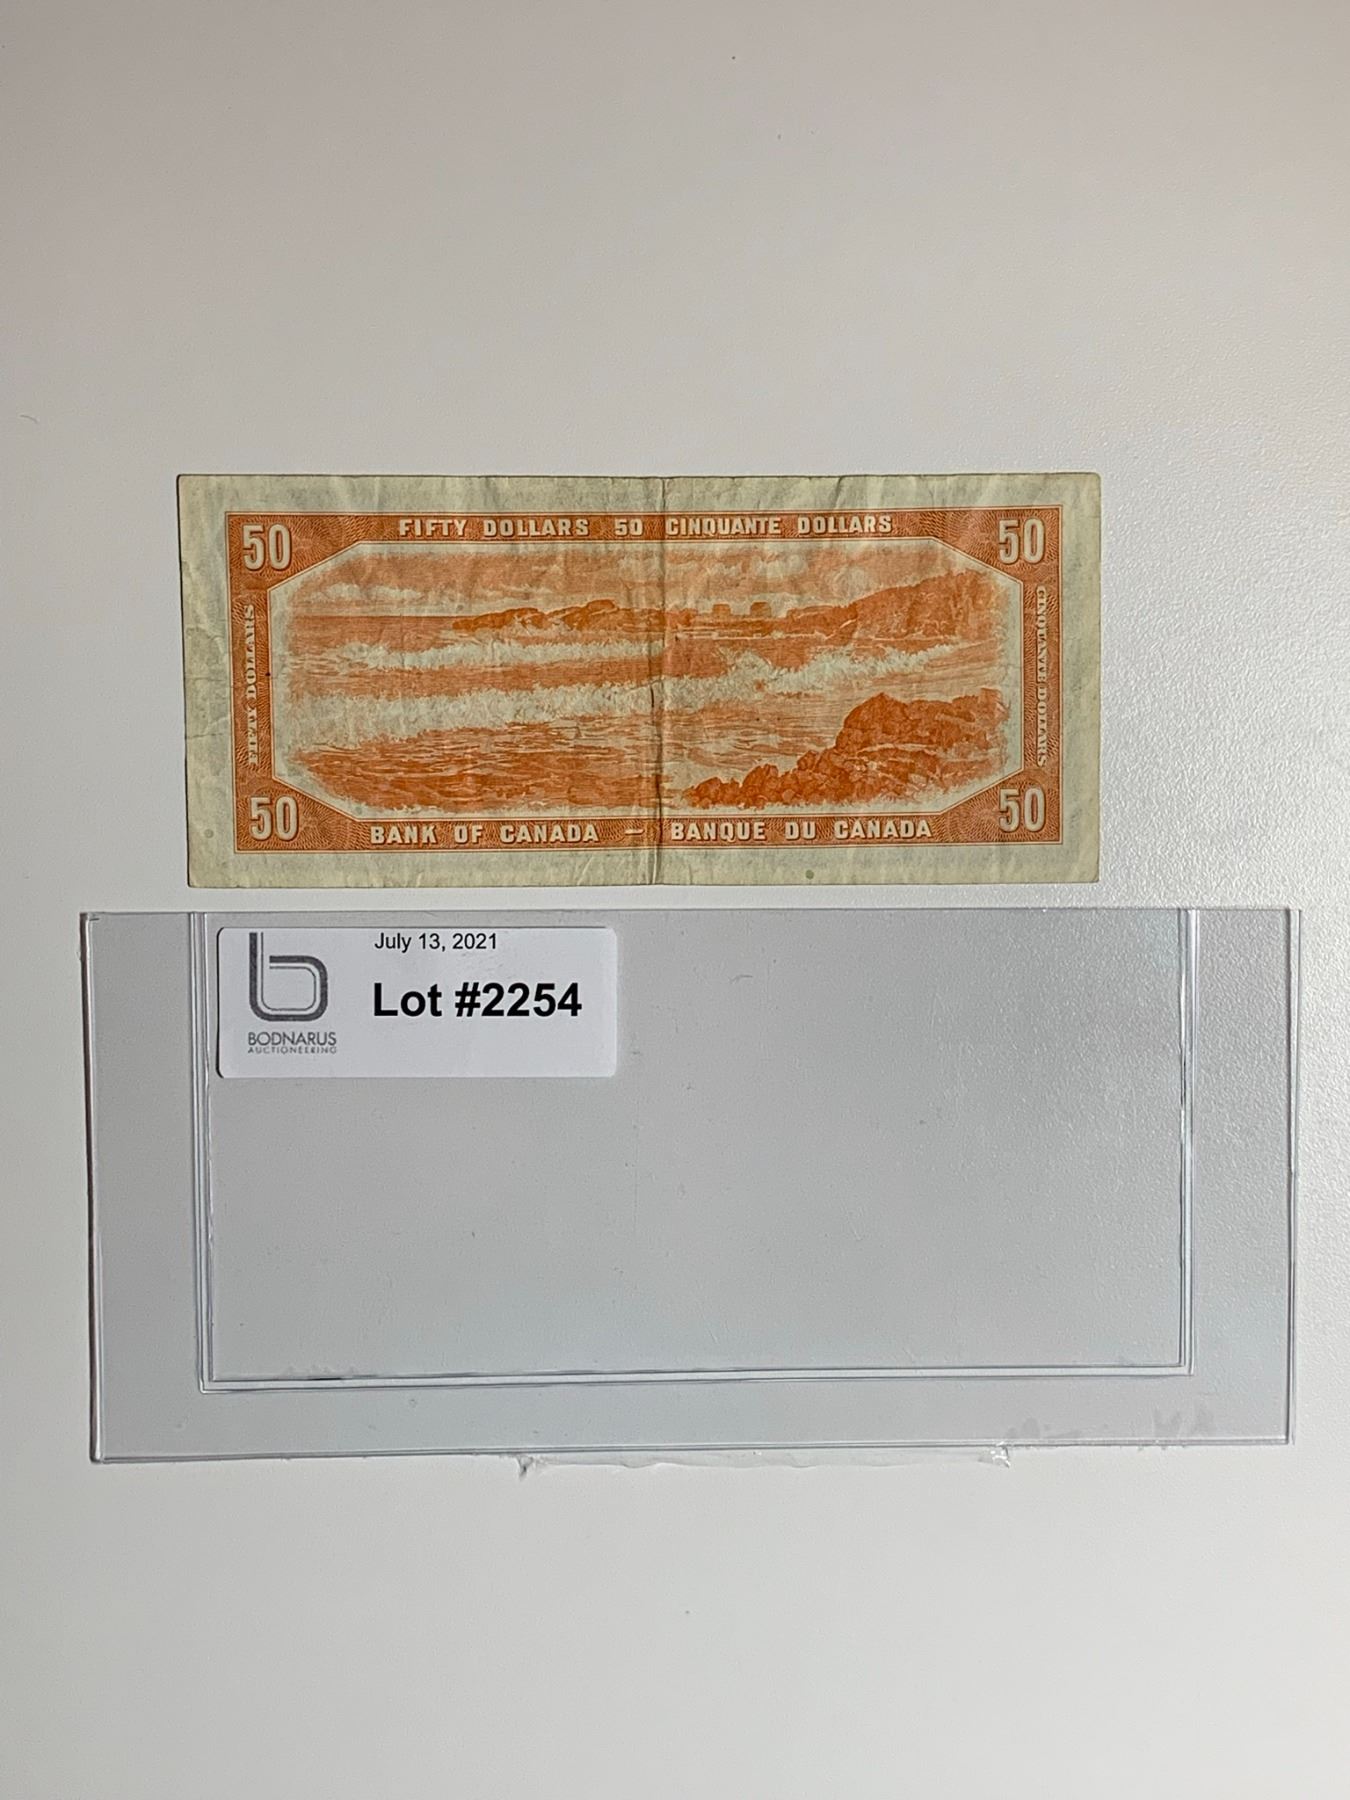 50 FIFTY DOLLARS 50 CINQUANTE DOLLARS 50
FIFTY DOLLARS
CINQUANTE DOLLARS
50 BANK OF CANADA — BANQUE DU CANADA 50
July 13, 2021
Lot #2254
BODNARUS
AUCTIONEERING